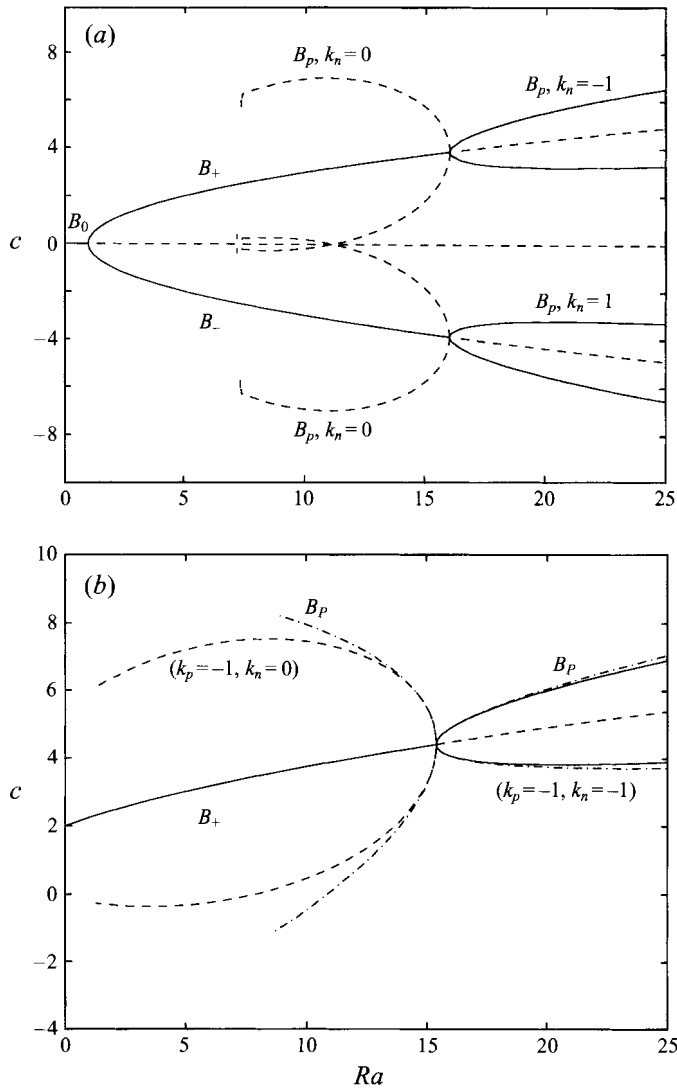 (a)
8
B_p, k_n = 0
B_p, k_n = −1
4
B_+
B_0
c
0
B_−
B_p, k_n = 1
−4
B_p, k_n = 0
−8
0
5
10
15
20
25
10
(b)
8
B_P
B_P
(k_p = −1, k_n = 0)
6
4
c
(k_p = −1, k_n = −1)
B_+
2
0
−2
−4
0
5
10
15
20
25
Ra